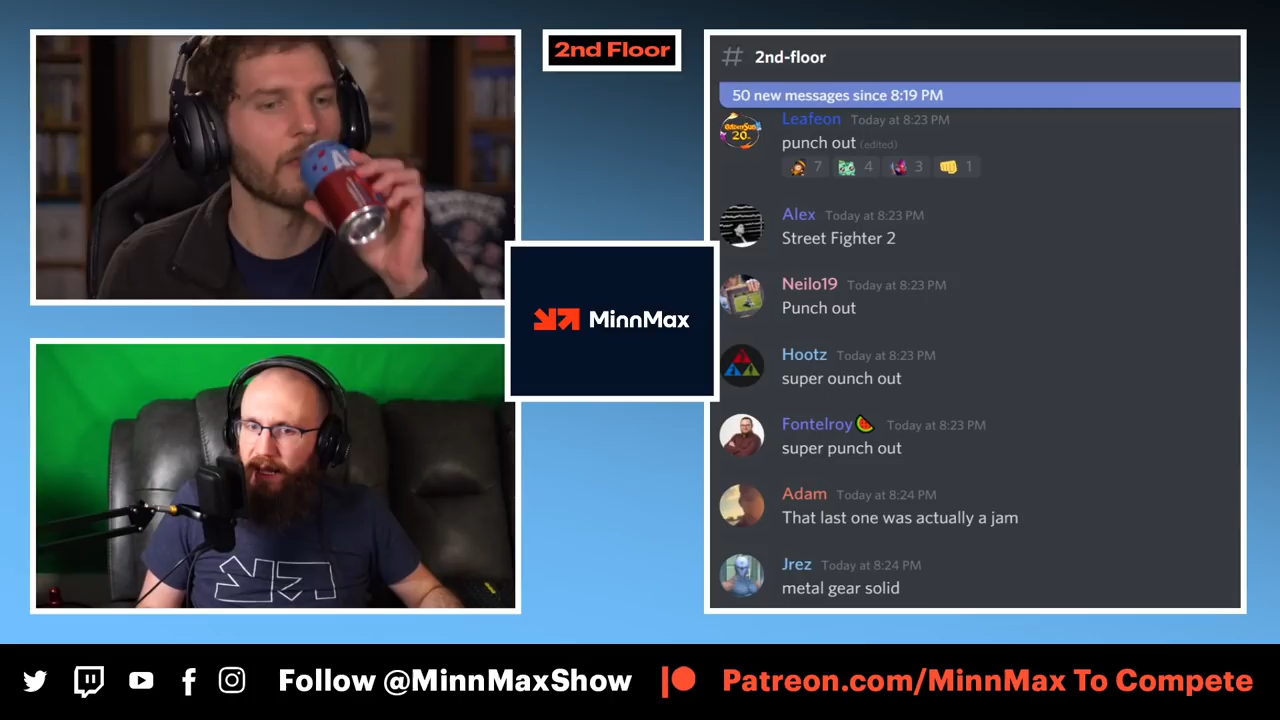 2nd Floor
# 2nd-floor
50 new messages since 8:19 PM
Leafeon Today at 8:23 PM
punch out (edited)
7 4 3 1
Alex Today at 8:23 PM
Street Fighter 2
Neilo19 Today at 8:23 PM
Punch out
Hootz Today at 8:23 PM
super ounch out
Fontelroy🍉 Today at 8:23 PM
super punch out
Adam Today at 8:24 PM
That last one was actually a jam
Jrez Today at 8:24 PM
metal gear solid
MinnMax
Follow @MinnMaxShow
Patreon.com/MinnMax To Compete